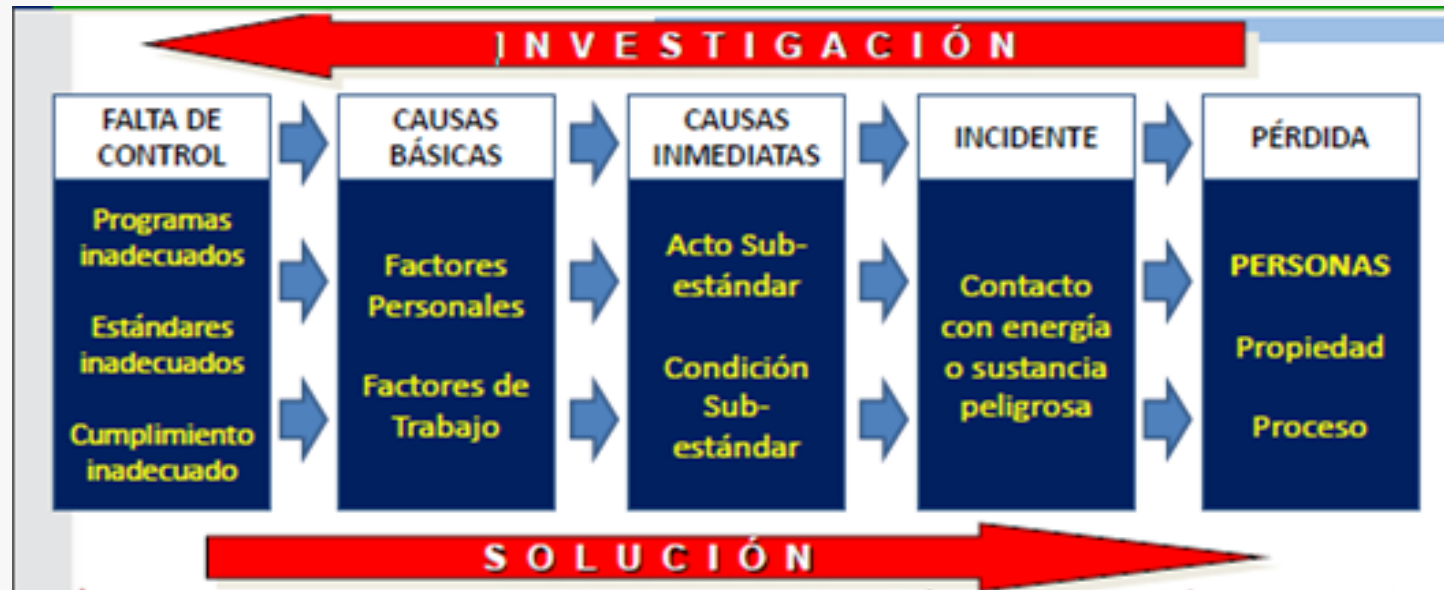 INVESTIGACIÓN
FALTA DE
CONTROL
Programas
inadecuados
Estándares
inadecuados
Cumplimiento
inadecuado
CAUSAS
BÁSICAS
Factores
Personales
Factores de
Trabajo
CAUSAS
INMEDIATAS
Acto Sub-
estándar
Condición
Sub-
estándar
INCIDENTE
Contacto
con energía
o sustancia
peligrosa
PÉRDIDA
PERSONAS
Propiedad
Proceso
SOLUCIÓN